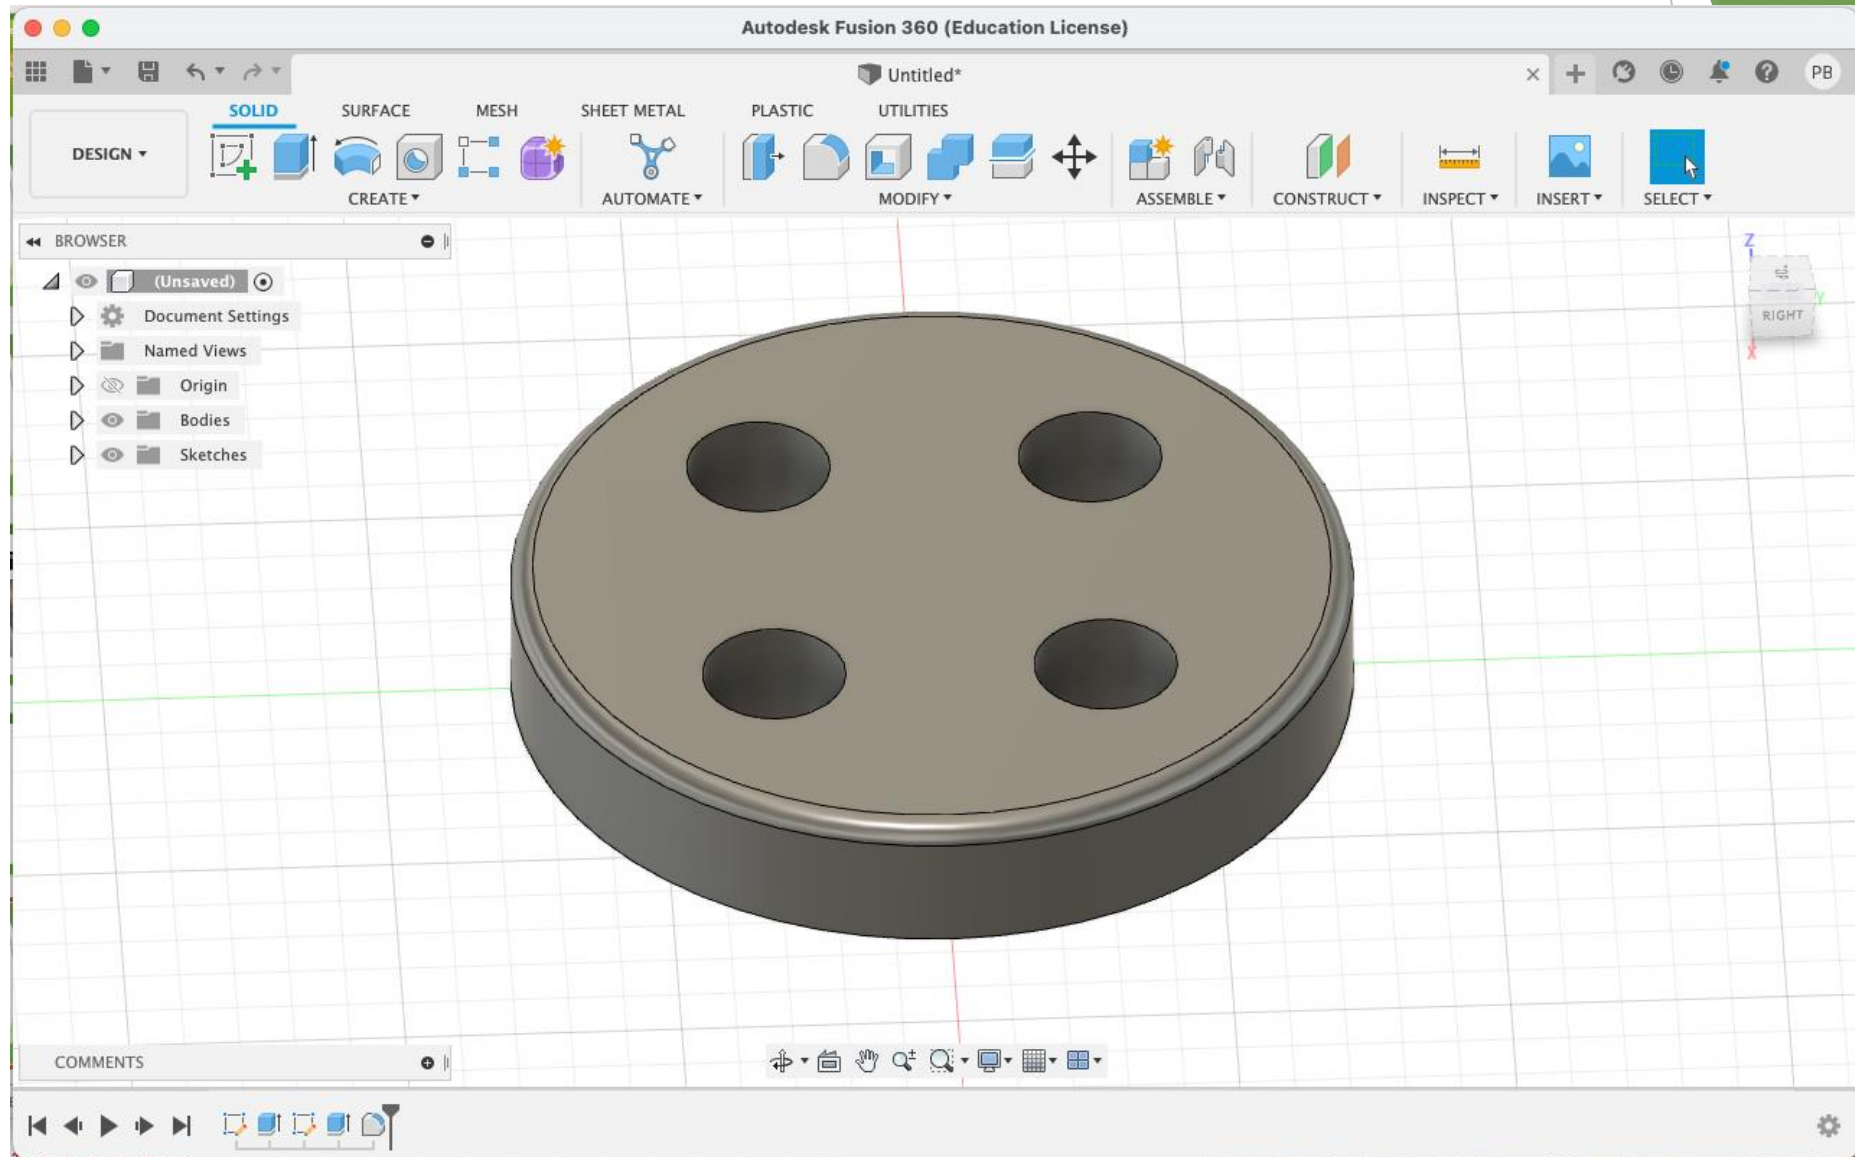 Autodesk Fusion 360 (Education License)
Untitled*
PB
SOLID SURFACE MESH SHEET METAL PLASTIC UTILITIES
DESIGN
CREATE AUTOMATE MODIFY ASSEMBLE CONSTRUCT INSPECT INSERT SELECT
BROWSER
(Unsaved)
Document Settings
Named Views
Origin
Bodies
Sketches
Z
TOP
Y
RIGHT
X
COMMENTS